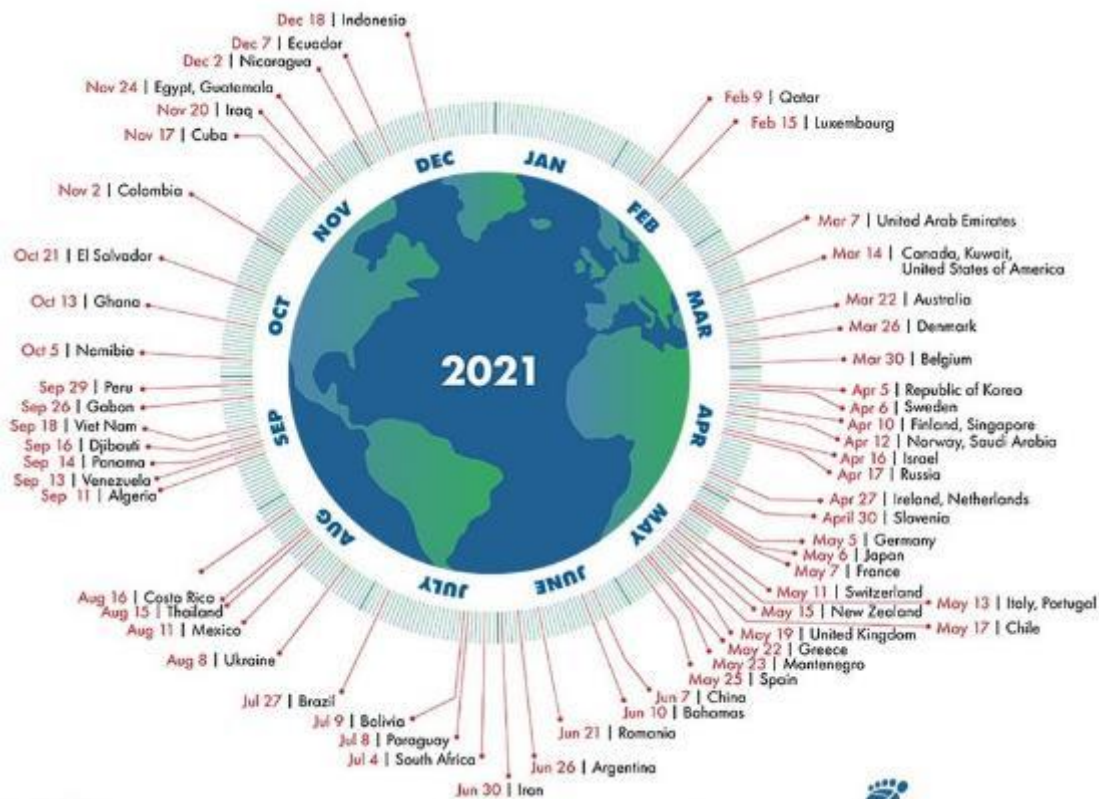 Dec 18 | Indonesia
Dec 7 | Ecuador
Dec 2 | Nicaragua
Nov 24 | Egypt, Guatemala
Nov 20 | Iraq
Nov 17 | Cuba
Nov 2 | Colombia
Oct 21 | El Salvador
Oct 13 | Ghana
Oct 5 | Namibia
Sep 29 | Peru
Sep 26 | Gabon
Sep 18 | Viet Nam
Sep 16 | Djibouti
Sep 14 | Panama
Sep 13 | Venezuela
Sep 11 | Algeria
Aug 16 | Costa Rica
Aug 15 | Thailand
Aug 11 | Mexico
Aug 8 | Ukraine
Jul 27 | Brazil
Jul 9 | Bolivia
Jul 8 | Paraguay
Jul 4 | South Africa
Jun 30 | Iran
DEC
JAN
NOV
FEB
OCT
MAR
2021
SEP
APR
AUG
MAY
JULY
JUNE
Feb 9 | Qatar
Feb 15 | Luxembourg
Mar 7 | United Arab Emirates
Mar 14 | Canada, Kuwait,
United States of America
Mar 22 | Australia
Mar 26 | Denmark
Mar 30 | Belgium
Apr 5 | Republic of Korea
Apr 6 | Sweden
Apr 10 | Finland, Singapore
Apr 12 | Norway, Saudi Arabia
Apr 16 | Israel
Apr 17 | Russia
Apr 27 | Ireland, Netherlands
April 30 | Slovenia
May 5 | Germany
May 6 | Japan
May 7 | France
May 11 | Switzerland
May 13 | Italy, Portugal
May 15 | New Zealand
May 17 | Chile
May 19 | United Kingdom
May 22 | Greece
May 23 | Montenegro
May 25 | Spain
Jun 7 | China
Jun 10 | Bahamas
Jun 21 | Romania
Jun 26 | Argentina